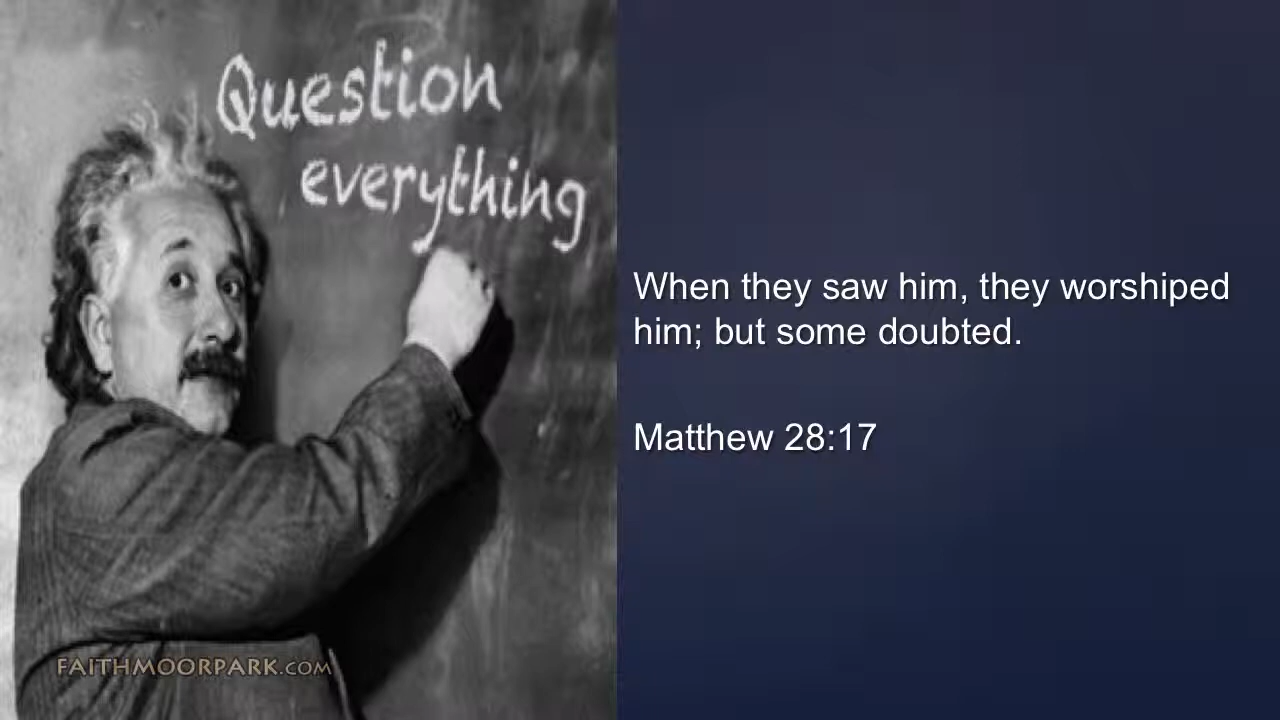 Question
everything
When they saw him, they worshiped
him; but some doubted.
Matthew 28:17
FAITHMOORPARK.COM